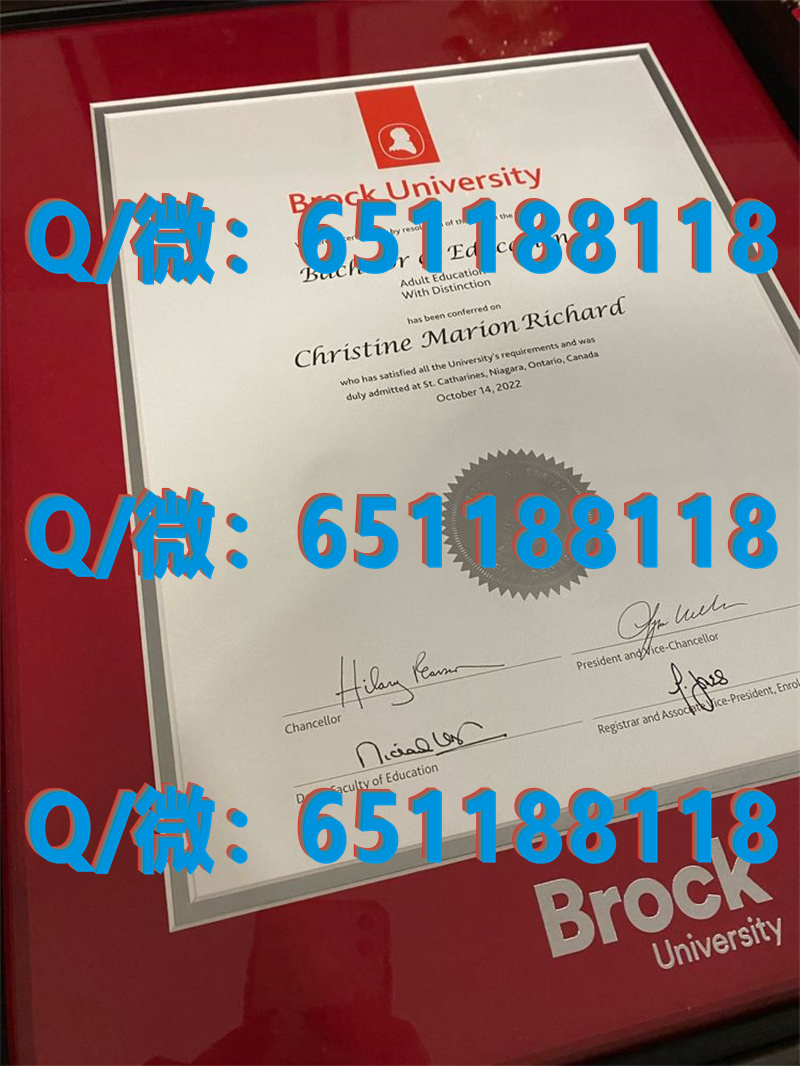 Brock University
Q/微：651188118
Adult Education
With Distinction
has been conferred on
Christine Marion Richard
who has satisfied all the University's requirements and was
duly admitted at St. Catharines, Niagara, Ontario, Canada
October 14, 2022
Q/微：651188118
President and Vice-Chancellor
Chancellor
Registrar and Associate Vice-President,
Faculty of Education
Q/微：651188118
Brock
University